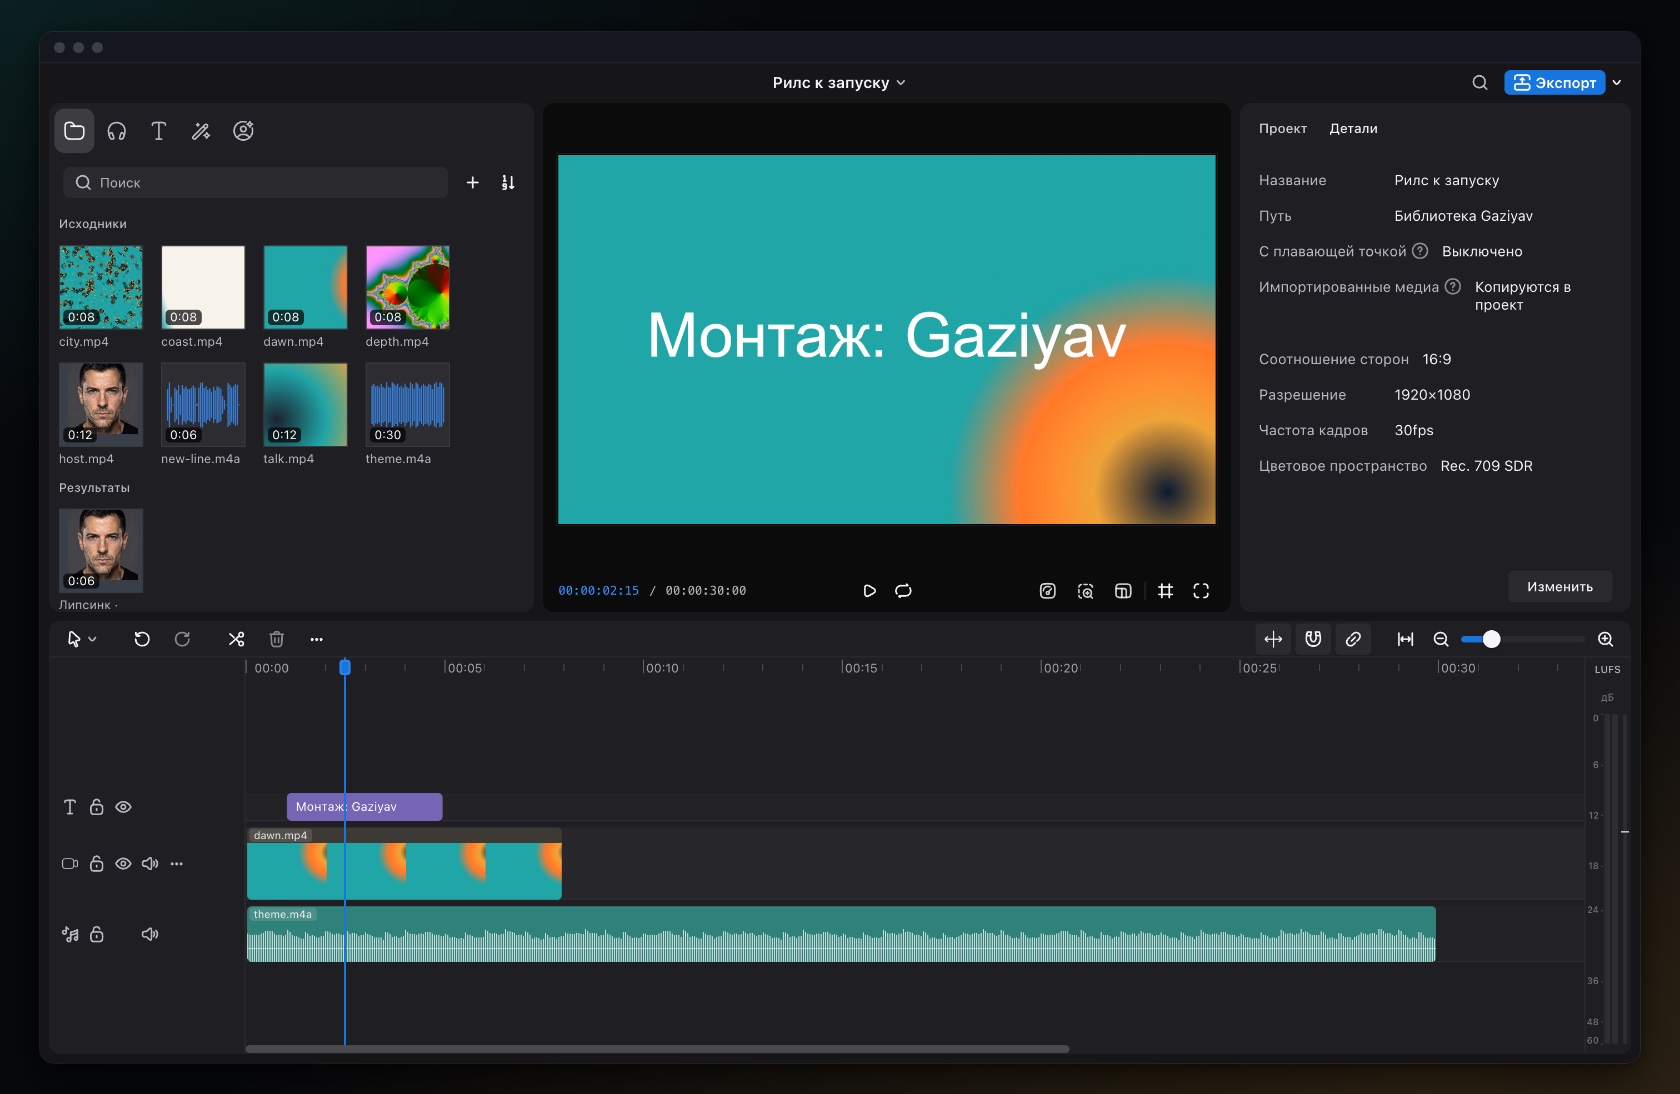 Рилс к запуску
Экспорт
Поиск
Исходники
0:08
0:08
0:08
0:08
city.mp4
coast.mp4
dawn.mp4
depth.mp4
0:12
0:06
0:12
0:30
host.mp4
new-line.m4a
talk.mp4
theme.m4a
Результаты
0:06
Липсинк ·
Монтаж: Gaziyav
00:00:02:15 / 00:00:30:00
Проект Детали
Название Рилс к запуску
Путь Библиотека Gaziyav
С плавающей точкой ? Выключено
Импортированные медиа ? Копируются в
проект
Соотношение сторон 16:9
Разрешение 1920×1080
Частота кадров 30fps
Цветовое пространство Rec. 709 SDR
Изменить
00:00 00:05 00:10 00:15 00:20 00:25 00:30
LUFS
дБ
0
6
12
18
24
36
48
60
Монтаж: Gaziyav
dawn.mp4
theme.m4a